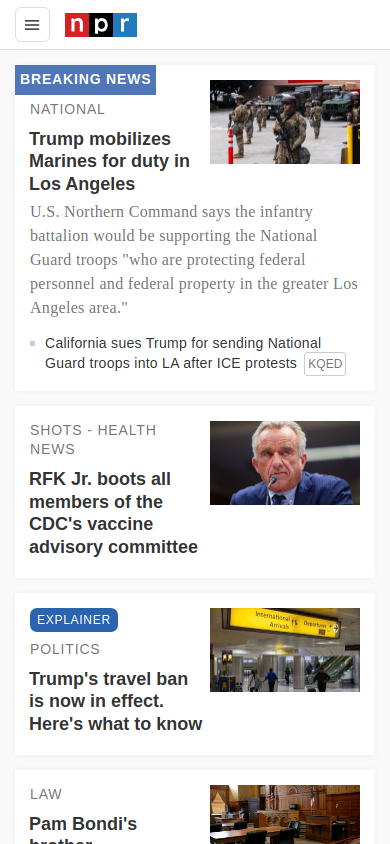 npr
BREAKING NEWS
NATIONAL
Trump mobilizes
Marines for duty in
Los Angeles
U.S. Northern Command says the infantry
battalion would be supporting the National
Guard troops "who are protecting federal
personnel and federal property in the greater Los
Angeles area."
California sues Trump for sending National
Guard troops into LA after ICE protests KQED
SHOTS - HEALTH
NEWS
RFK Jr. boots all
members of the
CDC's vaccine
advisory committee
EXPLAINER
International
Arrivals
Departures
POLITICS
Trump's travel ban
is now in effect.
Here's what to know
LAW
Pam Bondi's
brother